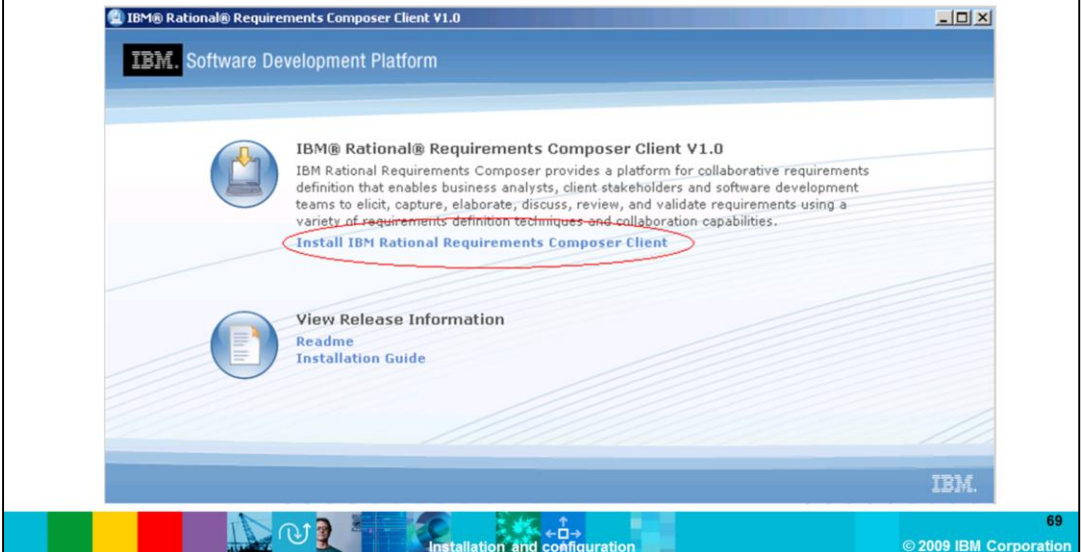 IBM® Rational® Requirements Composer Client V1.0
IBM. Software Development Platform
IBM® Rational® Requirements Composer Client V1.0
IBM Rational Requirements Composer provides a platform for collaborative requirements
definition that enables business analysts, client stakeholders and software development
teams to elicit, capture, elaborate, discuss, review, and validate requirements using a
variety of requirements definition techniques and collaboration capabilities.
Install IBM Rational Requirements Composer Client
View Release Information
Readme
Installation Guide
IBM.
69
Installation and configuration
© 2009 IBM Corporation